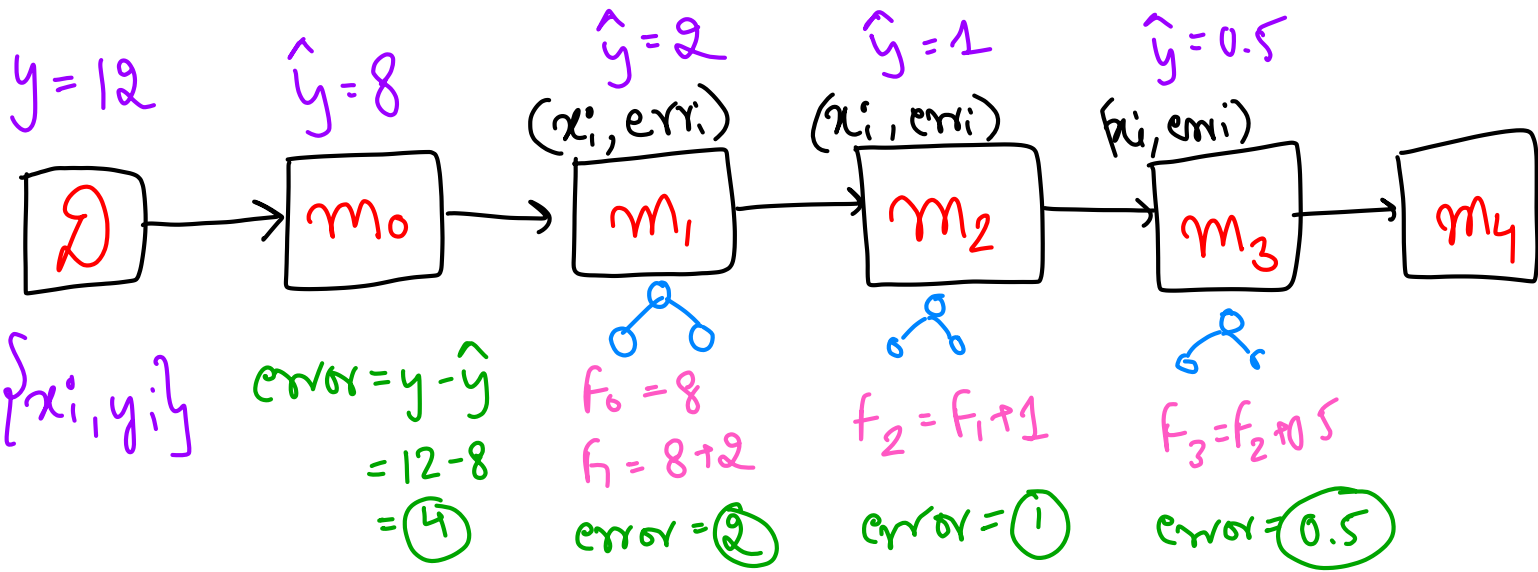 y = 12
ŷ = 8
ŷ = 2
ŷ = 1
ŷ = 0.5
(xi, erri)
(xi, erri)
(xi, erri)
D
m0
m1
m2
m3
m4
{xi, yi}
error = y - ŷ
= 12 - 8
= 4
F0 = 8
F1 = 8+2
error = 2
F2 = F1+1
error = 1
F3 = F2+0.5
error = 0.5